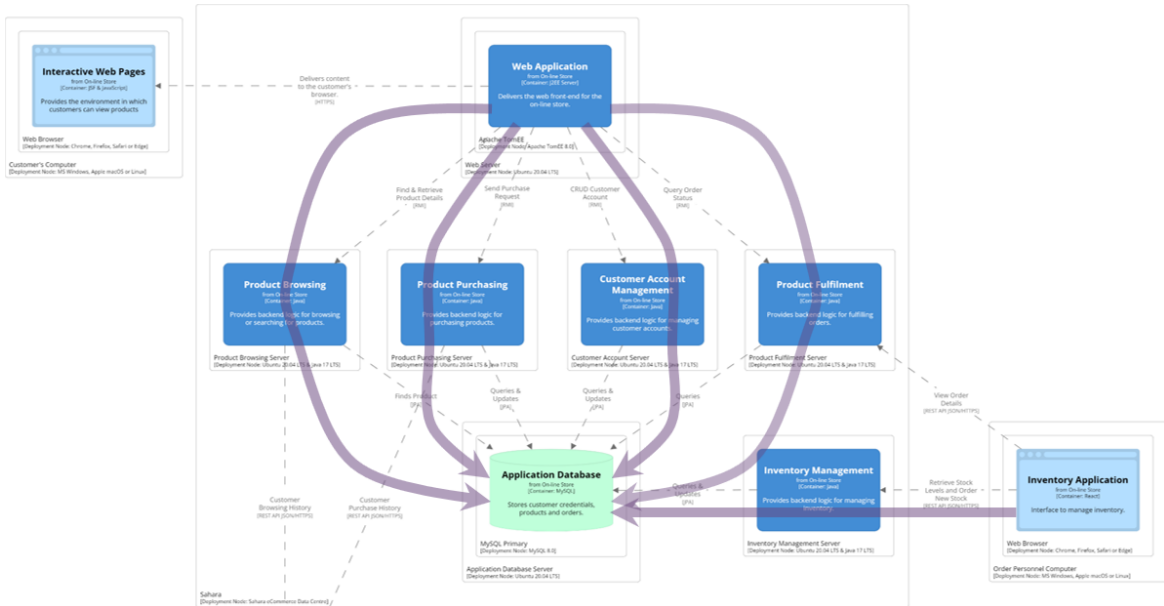 Interactive Web Pages
from On-line Store
[Container: JSP & JavaScript]
Provides the environment in which
customers can view products
Web Browser
[Deployment Node: Chrome, Firefox, Safari or Edge]
Customer's Computer
[Deployment Node: MS Windows, Apple macOS or Linux]
Delivers content
to the customer's
browser.
[HTTPS]
Web Application
from On-line Store
[Container: J2EE Server]
Delivers the web front-end for the
on-line store.
Apache TomEE
[Deployment Node: Apache TomEE 8.0]
Web Server
[Deployment Node: Ubuntu 20.04 LTS]
Find & Retrieve
Product Details
[RMI]
Send Purchase
Request
[RMI]
CRUD Customer
Account
[RMI]
Query Order
Status
[RMI]
Product Browsing
from On-line Store
[Container: Java]
Provides backend logic for browsing
or searching for products.
Product Browsing Server
[Deployment Node: Ubuntu 20.04 LTS & Java 17 LTS]
Product Purchasing
from On-line Store
[Container: Java]
Provides backend logic for
purchasing products.
Product Purchasing Server
[Deployment Node: Ubuntu 20.04 LTS & Java 17 LTS]
Customer Account
Management
from On-line Store
[Container: Java]
Provides backend logic for managing
customer accounts.
Customer Account Server
[Deployment Node: Ubuntu 20.04 LTS & Java 17 LTS]
Product Fulfilment
from On-line Store
[Container: Java]
Provides backend logic for fulfilling
orders.
Product Fulfilment Server
[Deployment Node: Ubuntu 20.04 LTS & Java 17 LTS]
Finds Product
[JPA]
Queries &
Updates
[JPA]
Queries &
Updates
[JPA]
Queries
[JPA]
View Order
Details
[REST API JSON/HTTPS]
Application Database
from On-line Store
[Container: MySQL]
Stores customer credentials,
products and orders.
MySQL Primary
[Deployment Node: MySQL 8.0]
Application Database Server
[Deployment Node: Ubuntu 20.04 LTS]
Queries &
Updates
[JPA]
Inventory Management
from On-line Store
[Container: Java]
Provides backend logic for managing
inventory.
Inventory Management Server
[Deployment Node: Ubuntu 20.04 LTS & Java 17 LTS]
Retrieve Stock
Levels and Order
New Stock
[REST API JSON/HTTPS]
Inventory Application
from On-line Store
[Container: React]
Interface to manage inventory.
Web Browser
[Deployment Node: Chrome, Firefox, Safari or Edge]
Order Personnel Computer
[Deployment Node: MS Windows, Apple macOS or Linux]
Customer
Browsing History
[REST API JSON/HTTPS]
Customer
Purchase History
[REST API JSON/HTTPS]
Sahara
[Deployment Node: Sahara eCommerce Data Centre]